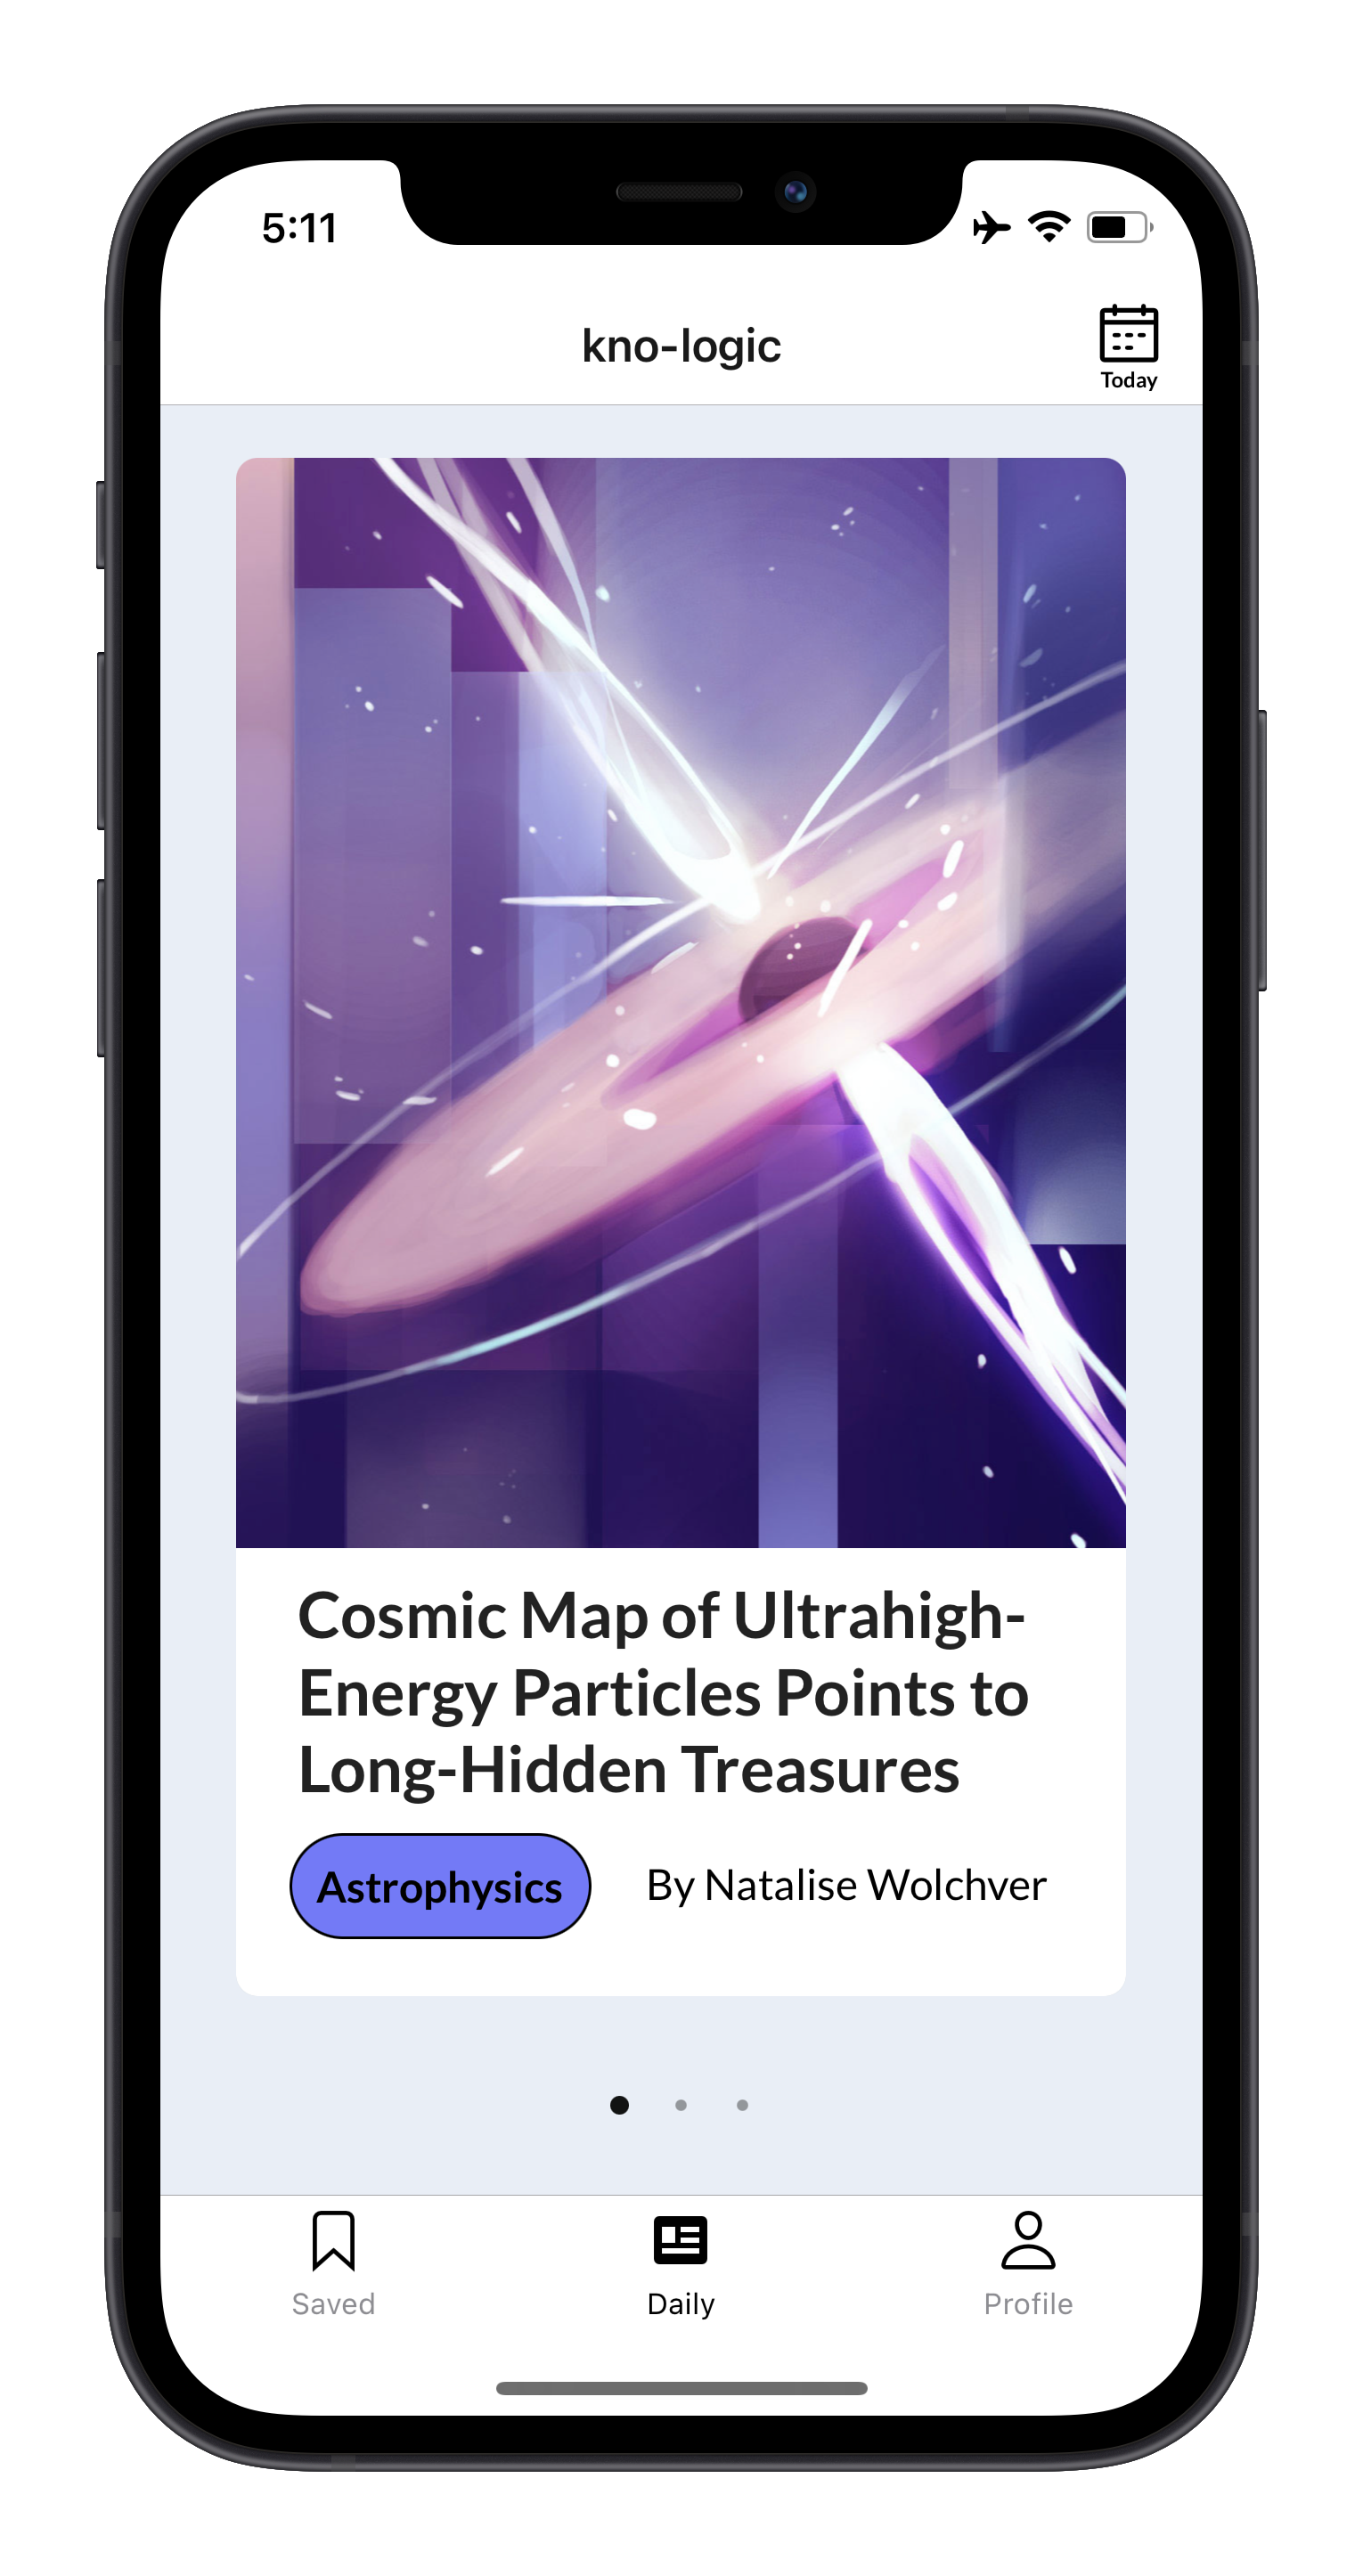 5:11
kno-logic
Today
Cosmic Map of Ultrahigh-
Energy Particles Points to
Long-Hidden Treasures
Astrophysics
By Natalise Wolchver
Saved
Daily
Profile